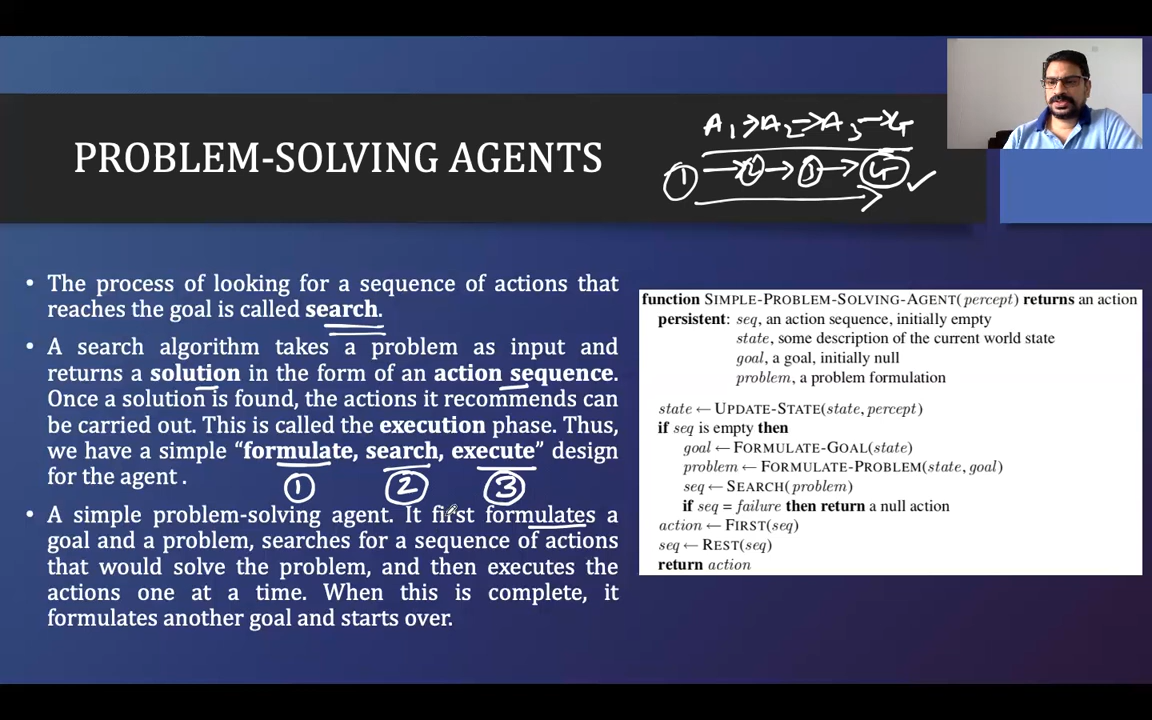 PROBLEM-SOLVING AGENTS
A1→A2→A3→
1 → 2 → 3 → 4
• The process of looking for a sequence of actions that
reaches the goal is called search.
• A search algorithm takes a problem as input and
returns a solution in the form of an action sequence.
Once a solution is found, the actions it recommends can
be carried out. This is called the execution phase. Thus,
we have a simple “formulate, search, execute” design
for the agent .
1 2 3
• A simple problem-solving agent. It first formulates a
goal and a problem, searches for a sequence of actions
that would solve the problem, and then executes the
actions one at a time. When this is complete, it
formulates another goal and starts over.
function SIMPLE-PROBLEM-SOLVING-AGENT(percept) returns an action
persistent: seq, an action sequence, initially empty
state, some description of the current world state
goal, a goal, initially null
problem, a problem formulation
state ← UPDATE-STATE(state, percept)
if seq is empty then
goal ← FORMULATE-GOAL(state)
problem ← FORMULATE-PROBLEM(state, goal)
seq ← SEARCH(problem)
if seq = failure then return a null action
action ← FIRST(seq)
seq ← REST(seq)
return action